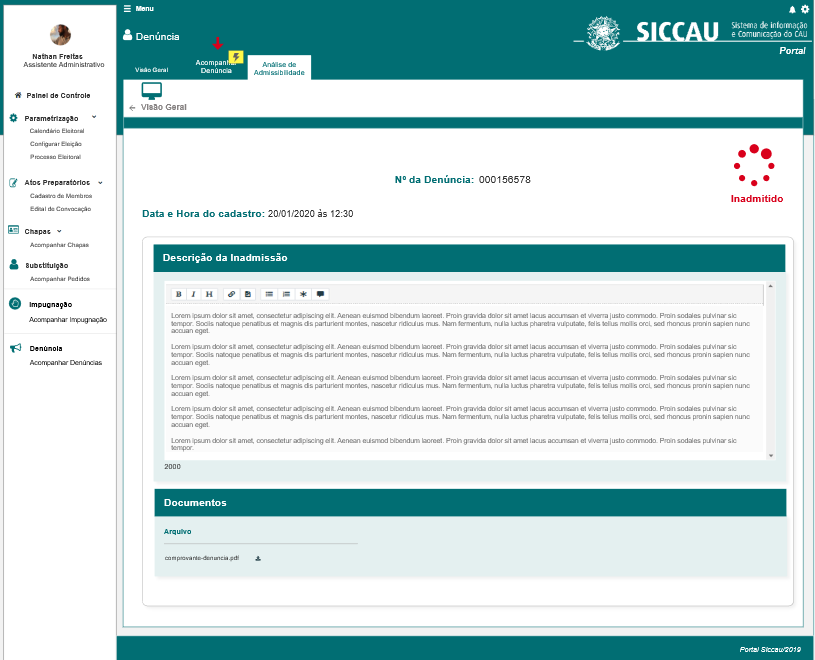 Menu
Denúncia
SICCAU
Sistema de informação
e Comunicação do CAU
Portal
Visão Geral
Acompanhar
Denúncia
Análise de
Admissibilidade
Visão Geral
Nathan Freitas
Assistente Administrativo
Painel de Controle
Parametrização
Calendário Eleitoral
Configurar Eleição
Processo Eleitoral
Atos Preparatórios
Cadastro de Membros
Edital de Convocação
Chapas
Acompanhar Chapas
Substituição
Acompanhar Pedidos
Impugnação
Acompanhar Impugnação
Denúncia
Acompanhar Denúncias
Nº da Denúncia: 000156578
Inadmitido
Data e Hora do cadastro: 20/01/2020 às 12:30
Descrição da Inadmissão
B I H
Lorem ipsum dolor sit amet, consectetur adipiscing elit. Aenean euismod bibendum laoreet. Proin gravida dolor sit amet lacus accumsan et viverra justo commodo. Proin sodales pulvinar sic
tempor. Sociis natoque penatibus et magnis dis parturient montes, nascetur ridiculus mus. Nam fermentum, nulla luctus pharetra vulputate, felis tellus mollis orci, sed rhoncus pronin sapien nunc
accuan eget.
Lorem ipsum dolor sit amet, consectetur adipiscing elit. Aenean euismod bibendum laoreet. Proin gravida dolor sit amet lacus accumsan et viverra justo commodo. Proin sodales pulvinar sic
tempor. Sociis natoque penatibus et magnis dis parturient montes, nascetur ridiculus mus. Nam fermentum, nulla luctus pharetra vulputate, felis tellus mollis orci, sed rhoncus pronin sapien nunc
accuan eget.
Lorem ipsum dolor sit amet, consectetur adipiscing elit. Aenean euismod bibendum laoreet. Proin gravida dolor sit amet lacus accumsan et viverra justo commodo. Proin sodales pulvinar sic
tempor. Sociis natoque penatibus et magnis dis parturient montes, nascetur ridiculus mus. Nam fermentum, nulla luctus pharetra vulputate, felis tellus mollis orci, sed rhoncus pronin sapien nunc
accuan eget.
Lorem ipsum dolor sit amet, consectetur adipiscing elit. Aenean euismod bibendum laoreet. Proin gravida dolor sit amet lacus accumsan et viverra justo commodo. Proin sodales pulvinar sic
tempor. Sociis natoque penatibus et magnis dis parturient montes, nascetur ridiculus mus. Nam fermentum, nulla luctus pharetra vulputate, felis tellus mollis orci, sed rhoncus pronin sapien nunc
accuan eget.
Lorem ipsum dolor sit amet, consectetur adipiscing elit. Aenean euismod bibendum laoreet. Proin gravida dolor sit amet lacus accumsan et viverra justo commodo. Proin sodales pulvinar sic
tempor.
2000
Documentos
Arquivo
comprovante-denuncia.pdf
Portal Siccau/2019